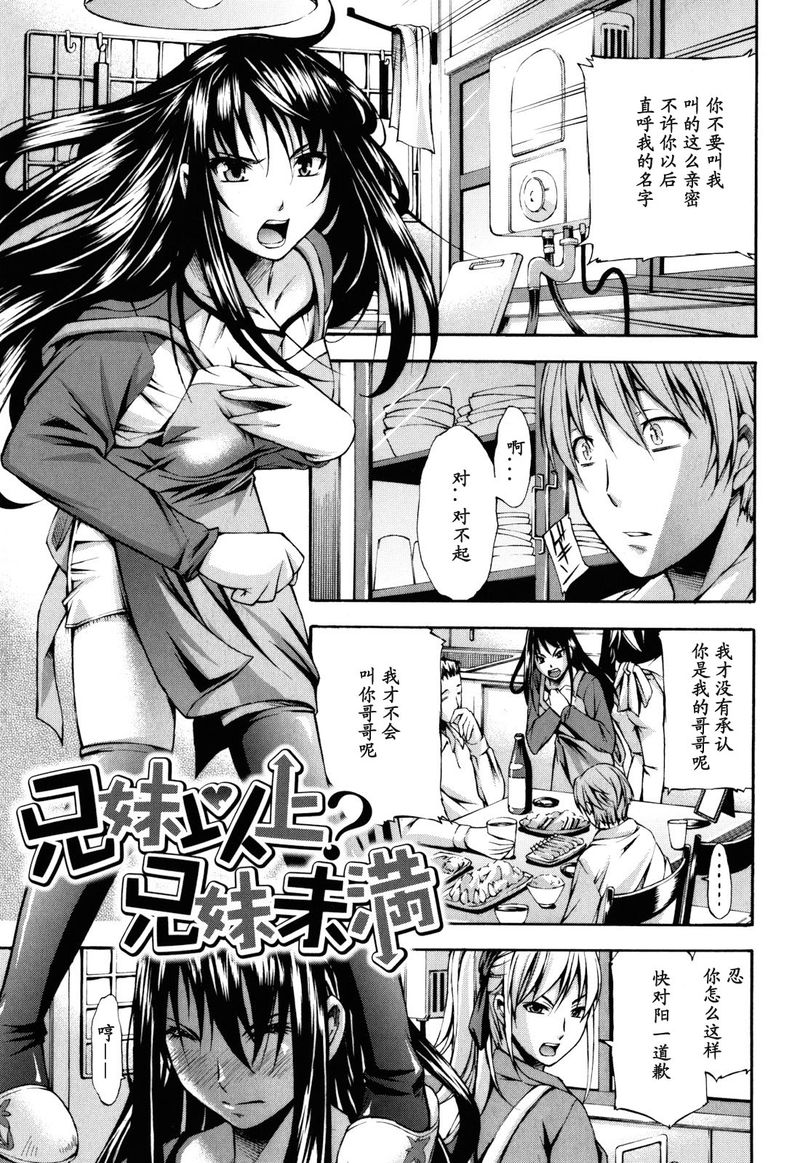 你不要叫我
叫的这么亲密
不许你以后
直呼我的名字
啊...
对..对不起
我才没有承认
你是我的哥哥呢
我才不会
叫你哥哥呢
......
兄妹以上?
兄妹未満
忍
你怎么这样
快对阳一道歉
哼——